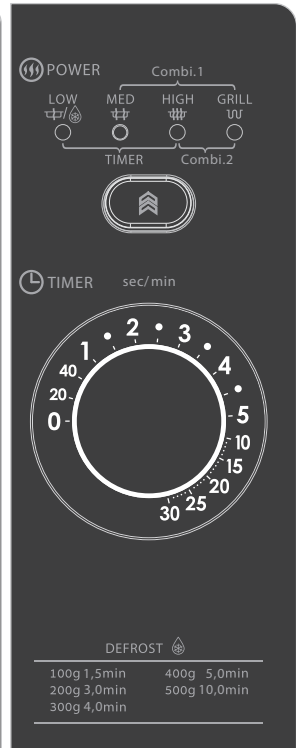 POWER
Combi.1
LOW MED HIGH GRILL
TIMER Combi.2
TIMER sec/min
0 20 40 1 2 3 4 5 10 15 20 25 30
DEFROST
100g 1,5min 400g 5,0min
200g 3,0min 500g 10,0min
300g 4,0min